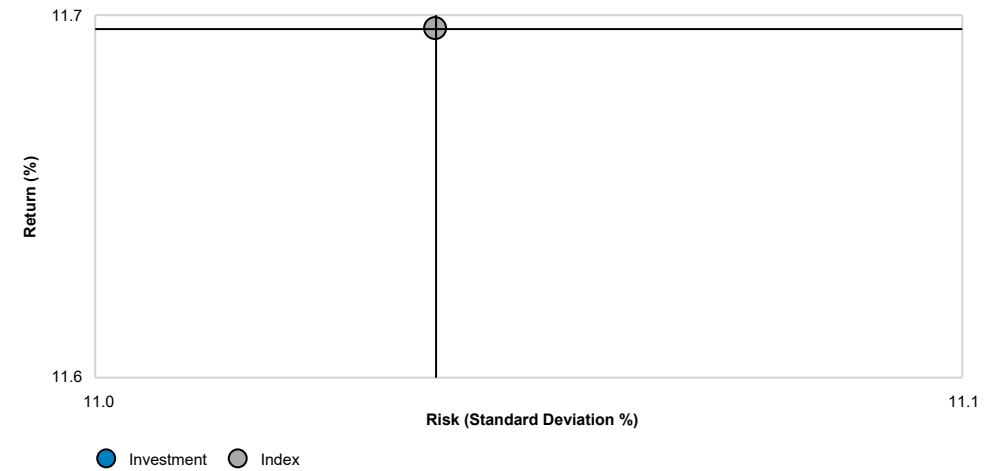 11.7
Return (%)
11.6
11.0
11.1
Risk (Standard Deviation %)
Investment
Index